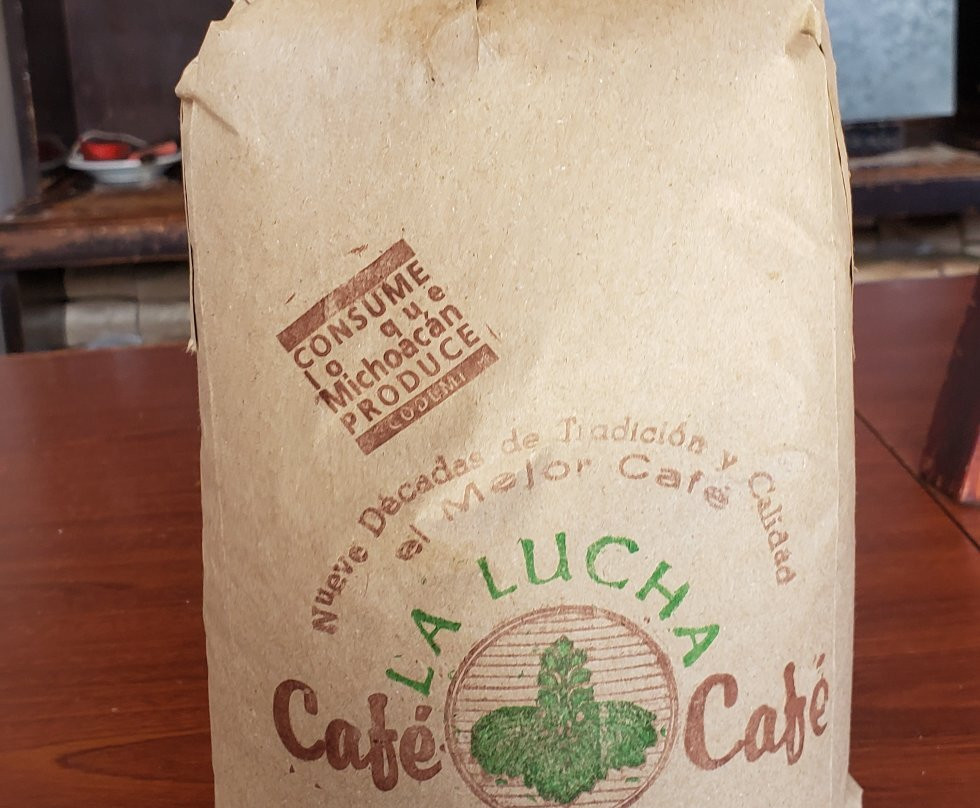 CONSUME
lo que
Michoacán
PRODUCE
Nueve Décadas de Tradición y Calidad
el Mejor Café
LA LUCHA
Café Café